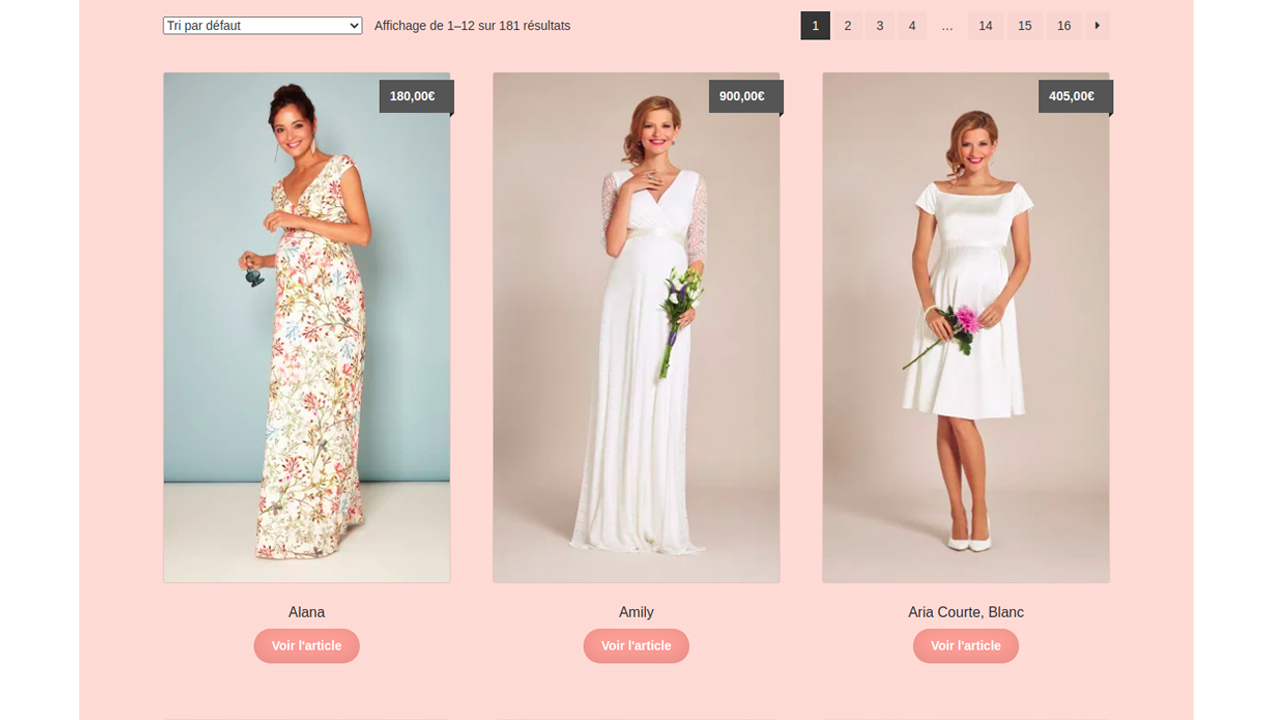 Tri par défaut Affichage de 1–12 sur 181 résultats 1 2 3 4 … 14 15 16
180,00€ 900,00€ 405,00€
Alana Amily Aria Courte, Blanc
Voir l'article Voir l'article Voir l'article